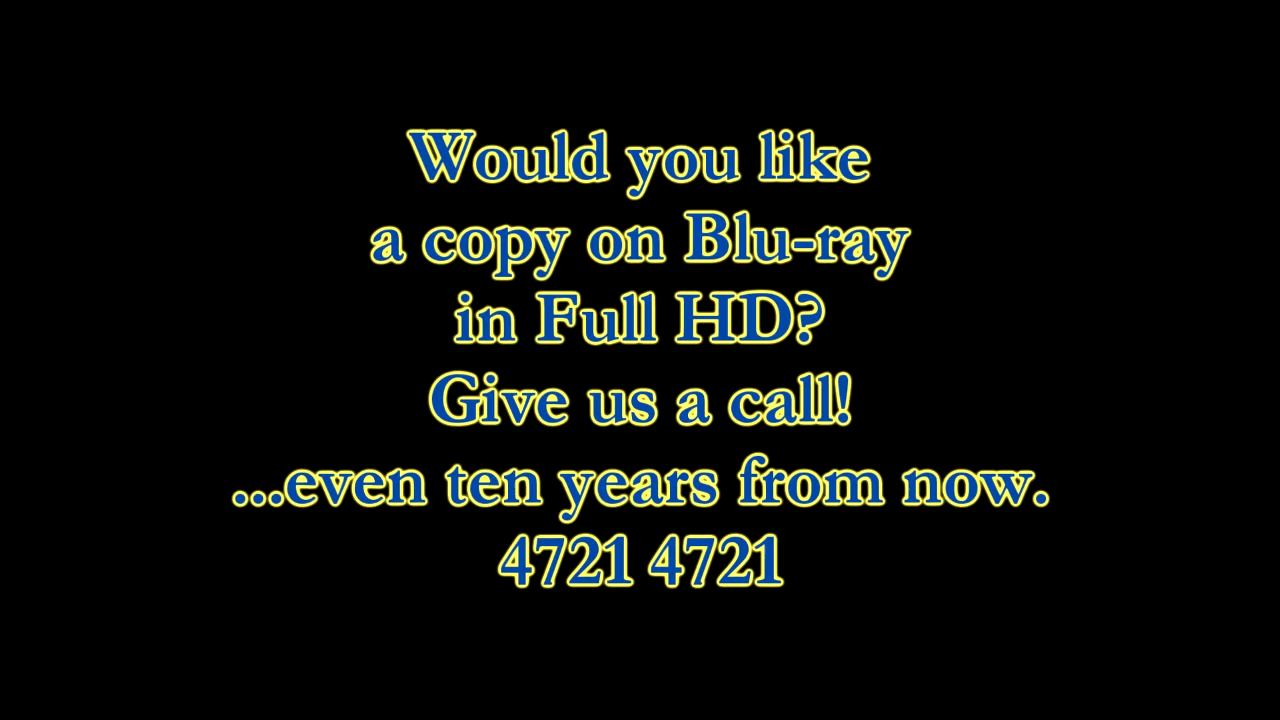 Would you like
a copy on Blu-ray
in Full HD?
Give us a call!
...even ten years from now.
4721 4721